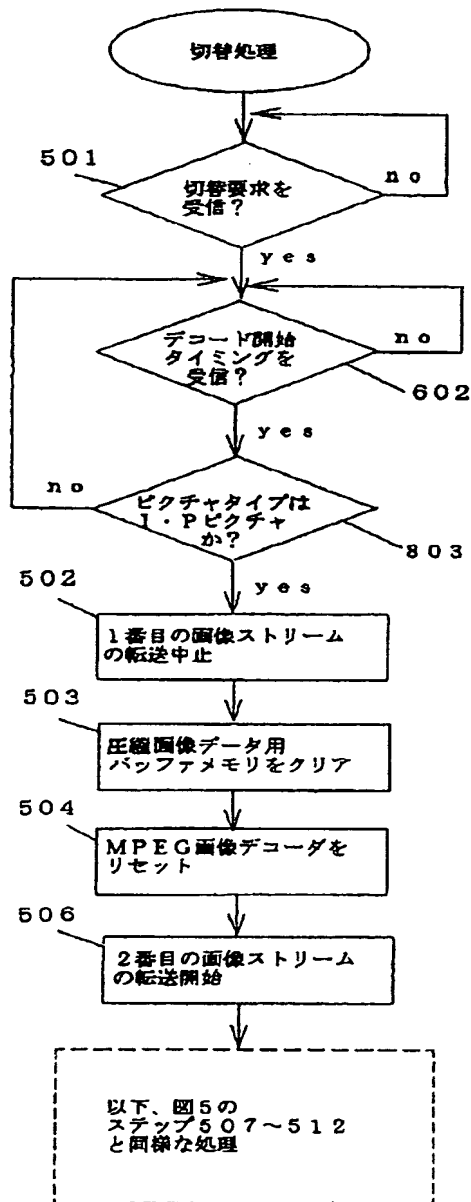 切替処理
501
切替要求を
受信？
no
yes
デコード開始
タイミングを
受信？
no
602
yes
ピクチャタイプは
I・Pピクチャ
か？
no
803
yes
502
1番目の画像ストリーム
の転送中止
503
圧縮画像データ用
バッファメモリをクリア
504
MPEG画像デコーダを
リセット
506
2番目の画像ストリーム
の転送開始
以下、図5の
ステップ507～512
と同様な処理